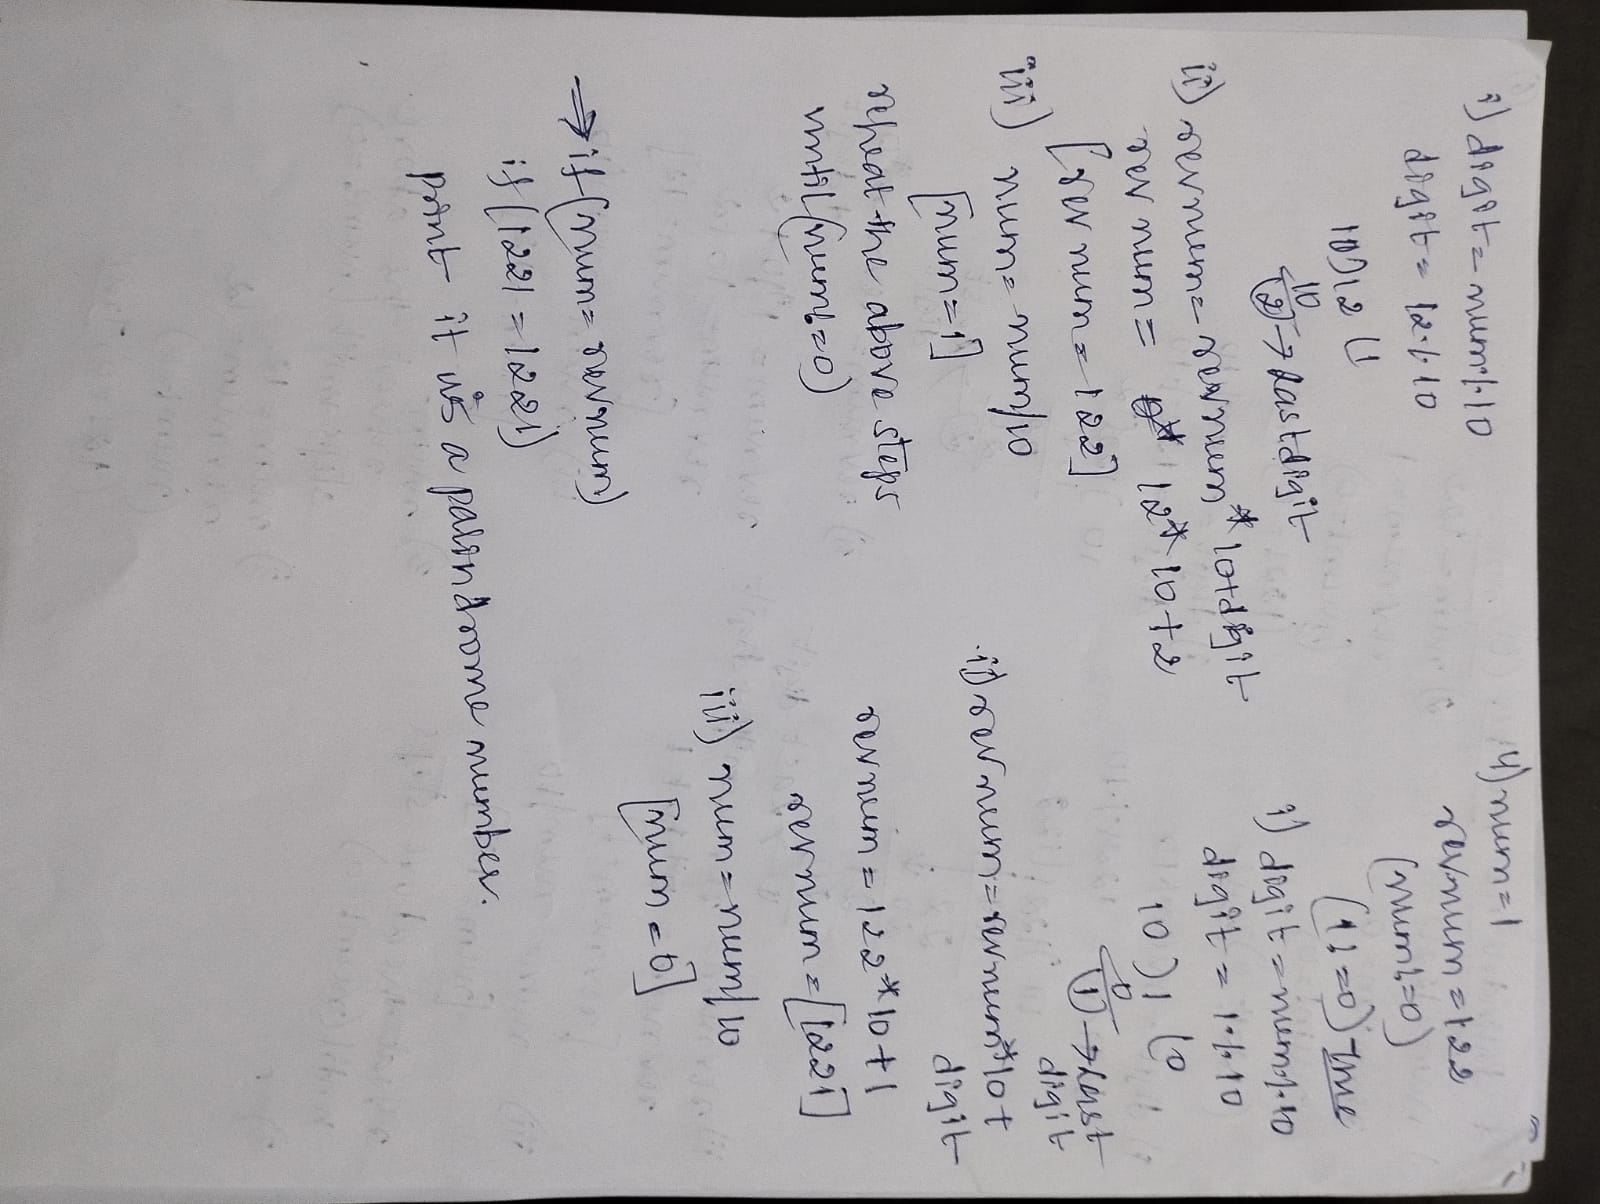 i) digit = num % 10
digit = 12 % 10
10) 12 (1
10
(2) → Last digit
ii) revnum = revnum * 10 + digit
rev num = 12 * 10 + 2
[rev num = 122]
iii) num = num/10
[num = 1]
repeat the above steps
until (num != 0)
4) num = 1
revnum = 122
(num != 0)
(1 != 0) True
i) digit = num % 10
digit = 1 % 10
10 ) 1 (0
0
(1) → Last
digit
ii) revnum = revnum * 10 +
digit
revnum = 122 * 10 + 1
revnum = [1221]
iii) num = num/10
[num = 0]
⇒ if (num = revnum)
if (1221 = 1221)
print it is a palindrome number.